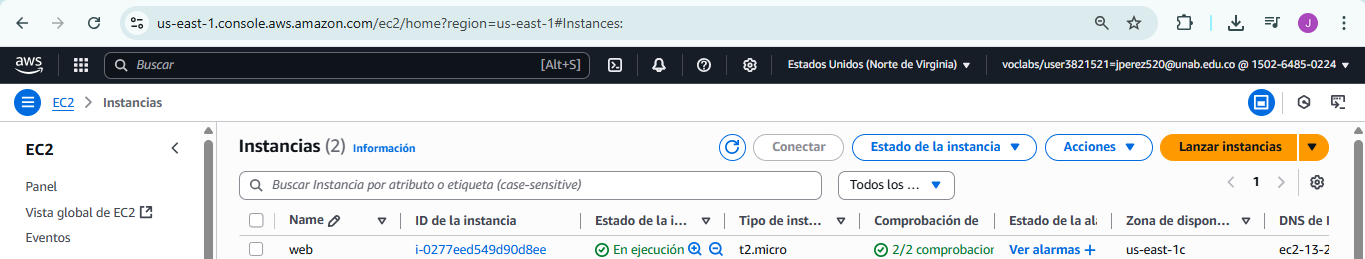 us-east-1.console.aws.amazon.com/ec2/home?region=us-east-1#Instances:
J
aws
Buscar
[Alt+S]
Estados Unidos (Norte de Virginia)
voclabs/user3821521=jperez520@unab.edu.co @ 1502-6485-0224
EC2 > Instancias
EC2
Panel
Vista global de EC2
Eventos
Instancias (2) Información
Conectar
Estado de la instancia
Acciones
Lanzar instancias
Buscar Instancia por atributo o etiqueta (case-sensitive)
Todos los ...
1
Name
ID de la instancia
Estado de la i...
Tipo de inst...
Comprobación de
Estado de la ala
Zona de dispon...
DNS de I
web
i-0277eed549d90d8ee
En ejecución
t2.micro
2/2 comprobacion
Ver alarmas +
us-east-1c
ec2-13-2